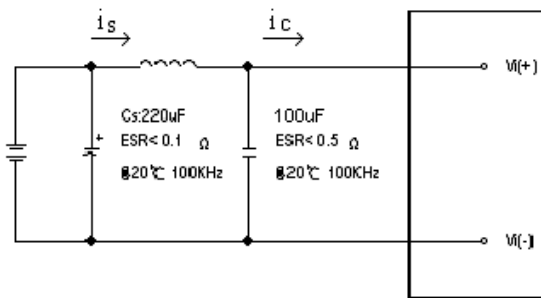 is
ic
Vi(+)
Cs:220uF
ESR< 0.1 Ω
@20℃ 100KHz
100uF
ESR< 0.5 Ω
@20℃ 100KHz
+
Vi(-)